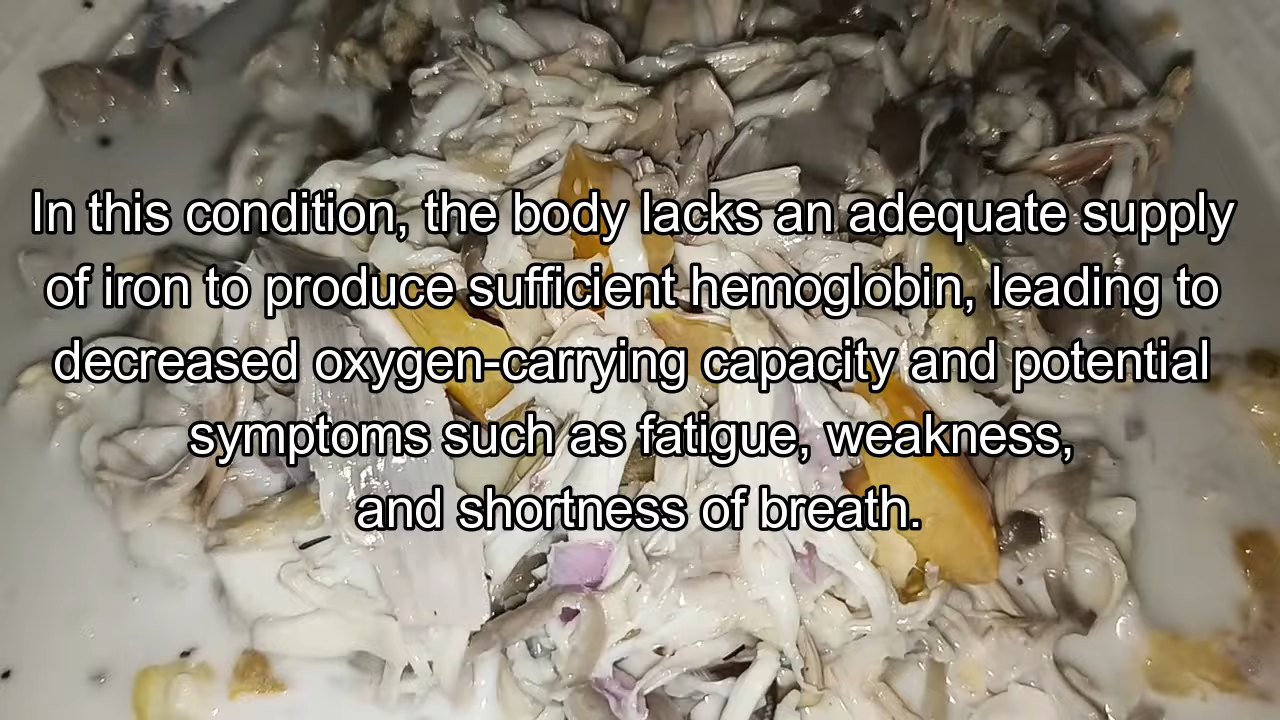 In this condition, the body lacks an adequate supply
of iron to produce sufficient hemoglobin, leading to
decreased oxygen-carrying capacity and potential
symptoms such as fatigue, weakness,
and shortness of breath.